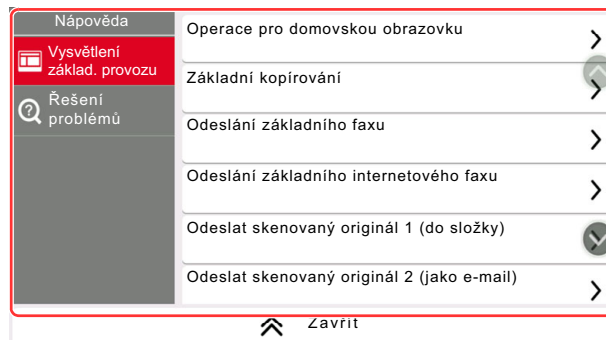 Nápověda
Vysvětlení
základ. provozu
Řešení
problémů
Operace pro domovskou obrazovku
Základní kopírování
Odeslání základního faxu
Odeslání základního internetového faxu
Odeslat skenovaný originál 1 (do složky)
Odeslat skenovaný originál 2 (jako e-mail)
Zavřít